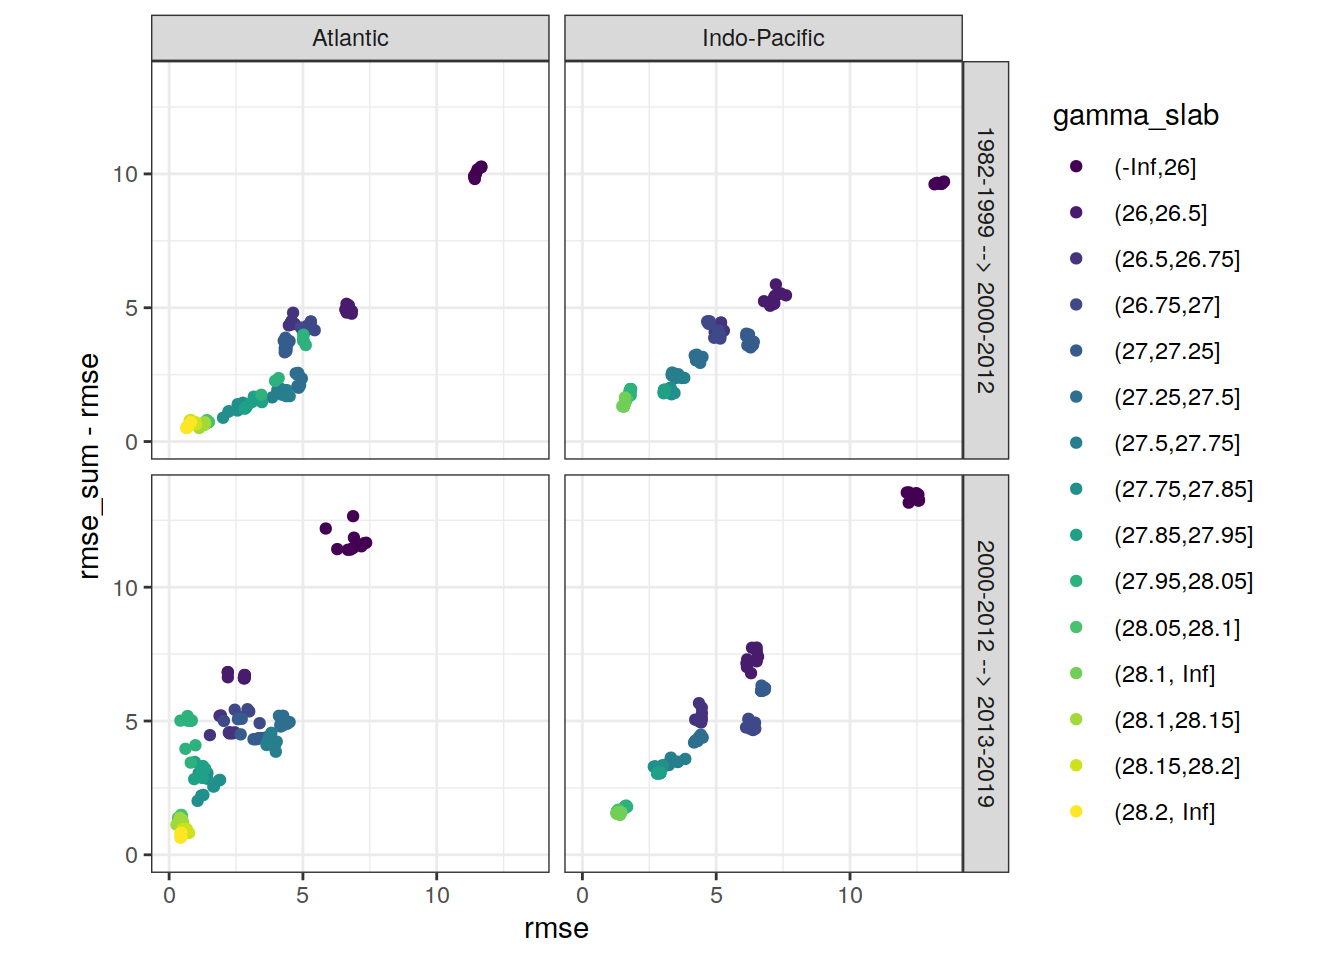 Atlantic
Indo-Pacific
10
5
0
10
5
0
rmse_sum - rmse
1982-1999 --> 2000-2012
2000-2012 --> 2013-2019
0
5
10
0
5
10
rmse
gamma_slab
(-Inf,26]
(26,26.5]
(26.5,26.75]
(26.75,27]
(27,27.25]
(27.25,27.5]
(27.5,27.75]
(27.75,27.85]
(27.85,27.95]
(27.95,28.05]
(28.05,28.1]
(28.1, Inf]
(28.1,28.15]
(28.15,28.2]
(28.2, Inf]